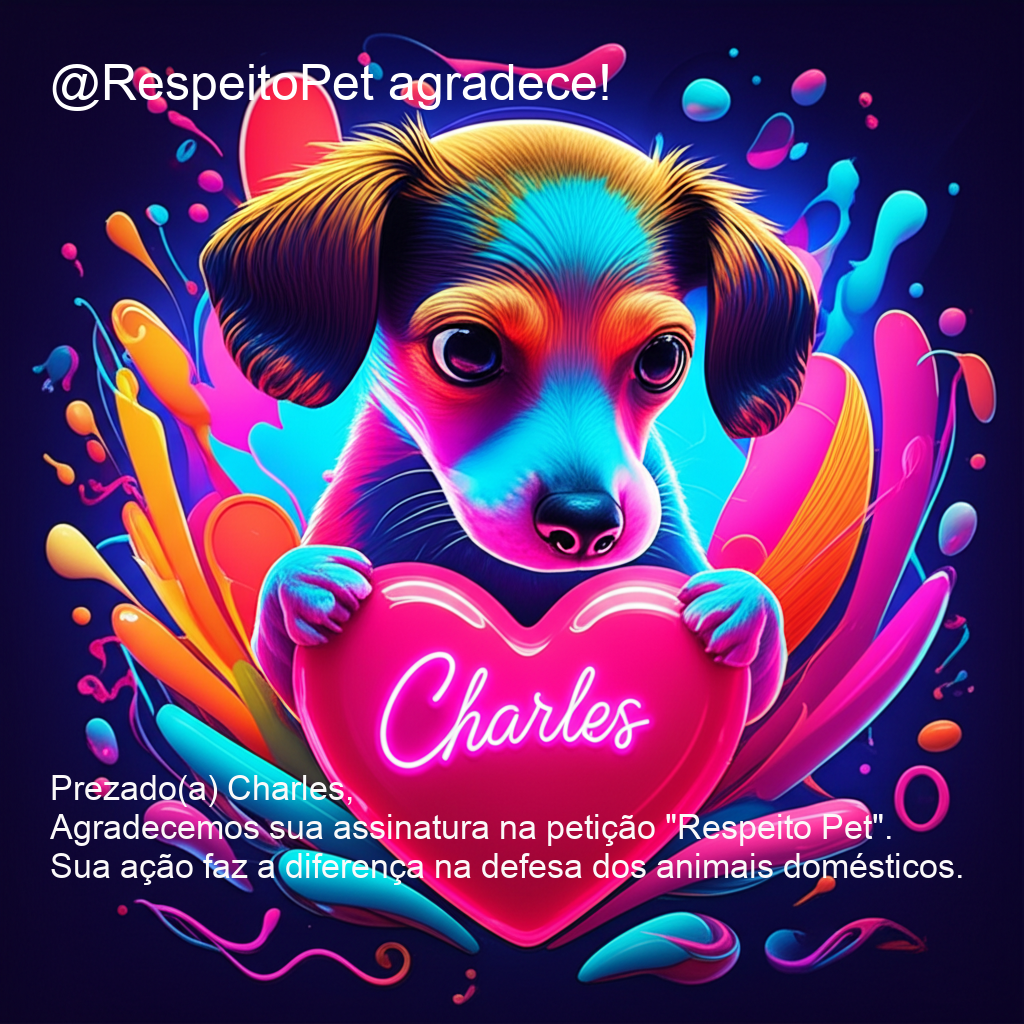 @RespeitoPet agradece!
Charles
Prezado(a) Charles,
Agradecemos sua assinatura na petição "Respeito Pet".
Sua ação faz a diferença na defesa dos animais domésticos.